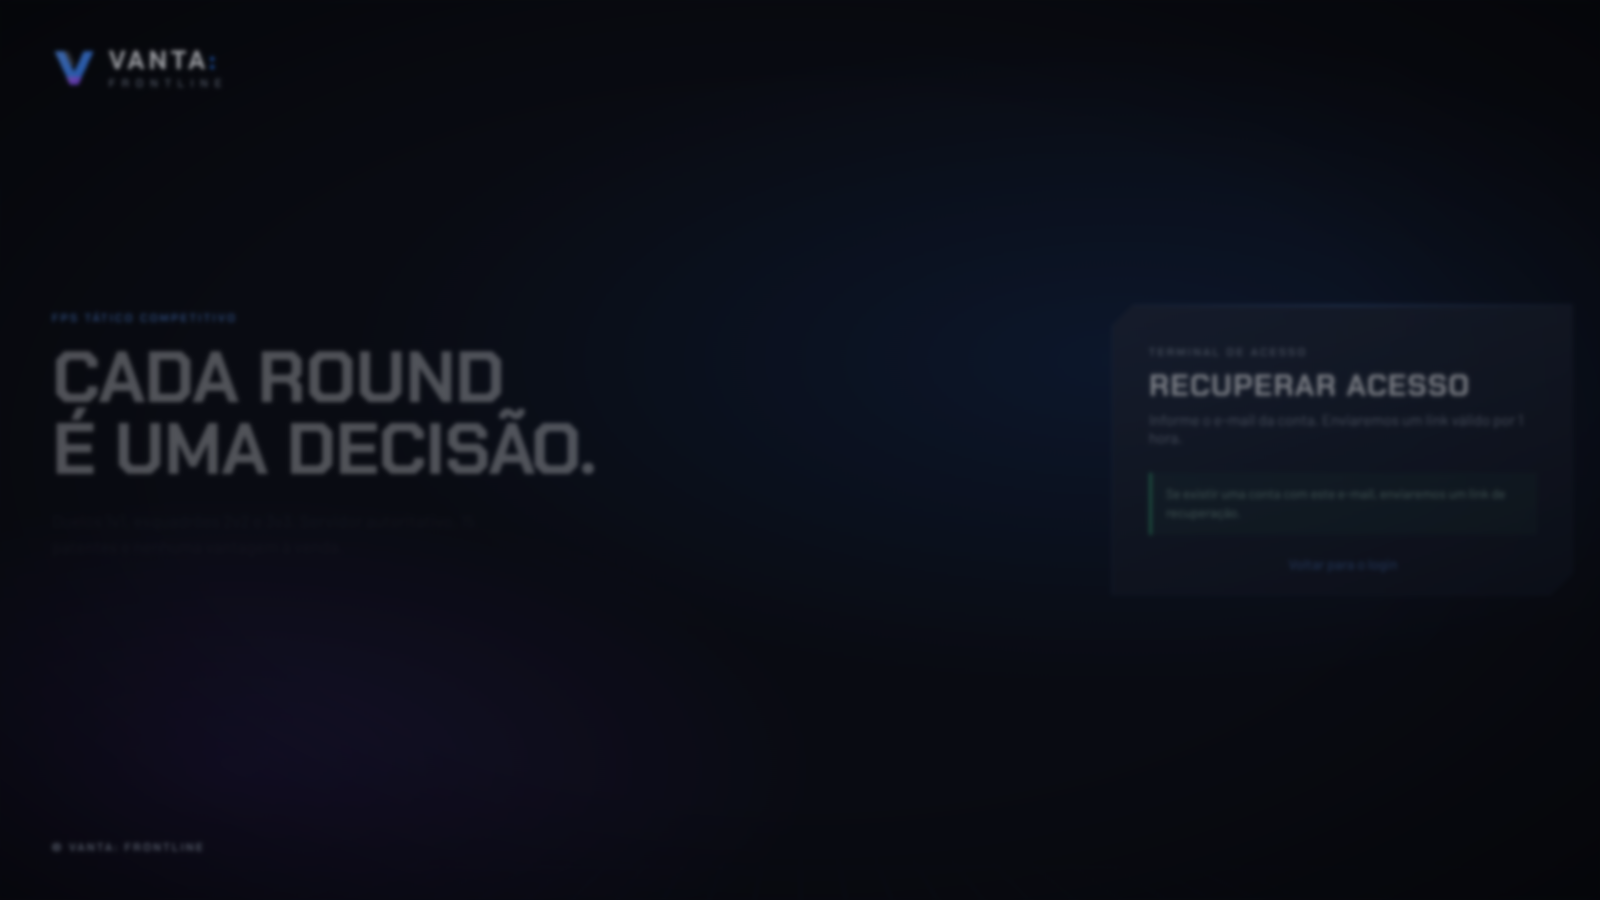 VANTA:
FRONTLINE
FPS TÁTICO COMPETITIVO
CADA ROUND
É UMA DECISÃO.
TERMINAL DE ACESSO
RECUPERAR ACESSO
Informe o e-mail da conta. Enviaremos um link válido por 1
hora.
Se existir uma conta com este e-mail, enviaremos um link de
recuperação.
Voltar para o login
© VANTA: FRONTLINE